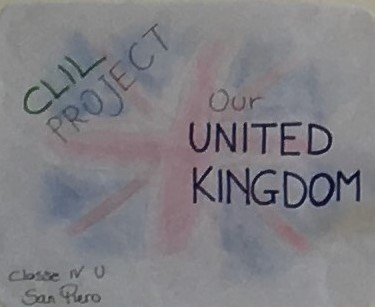 CLIL
PROJECT
Our
UNITED
KINGDOM
Classe IV U
San Piero